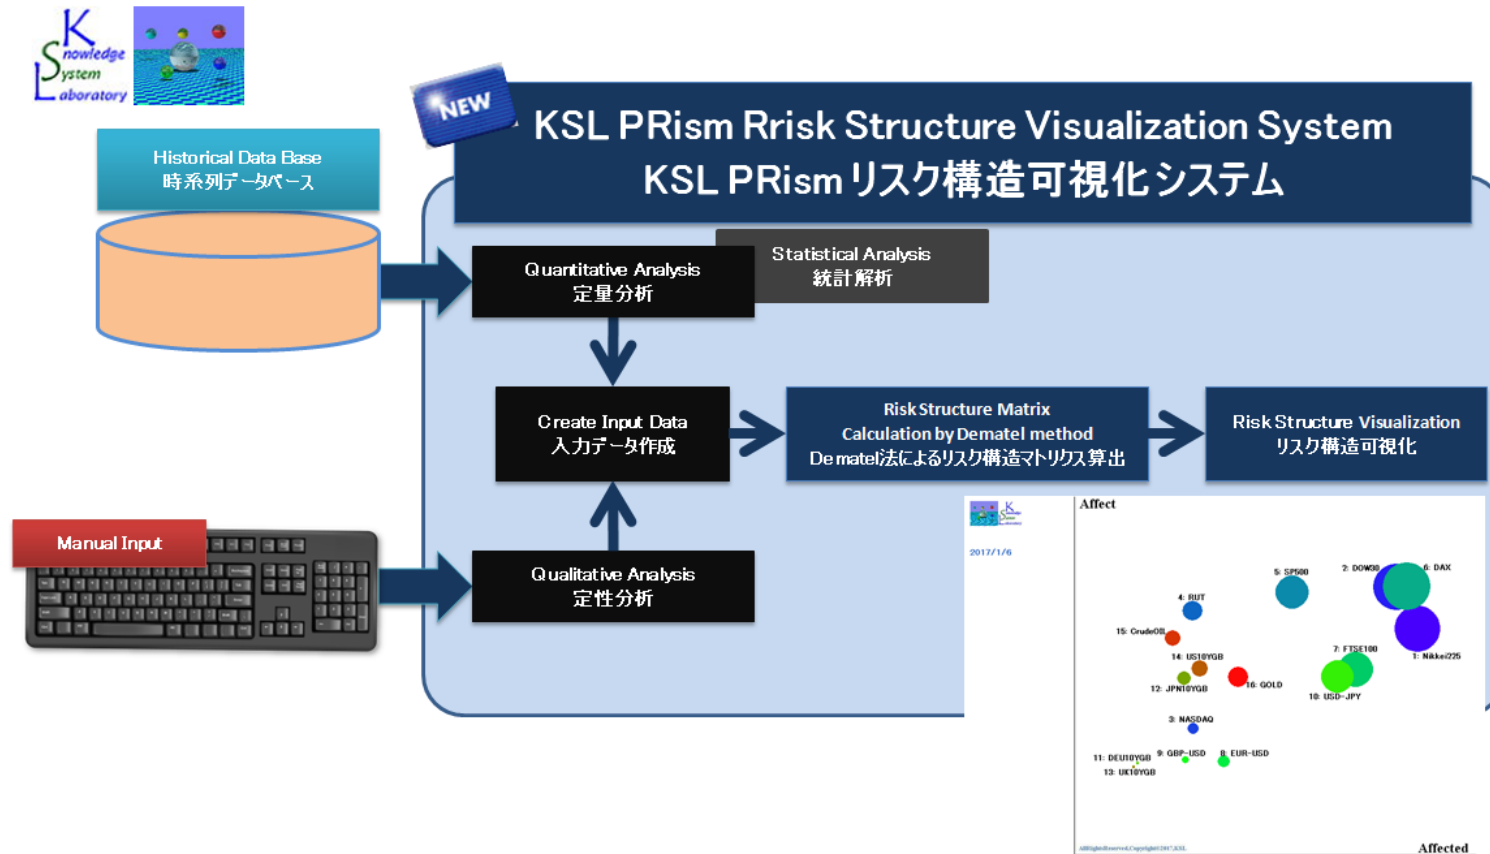 Knowledge
System
Laboratory
NEW
KSL PRism Rrisk Structure Visualization System
KSL PRism リスク構造可視化システム
Historical Data Base
時系列データベース
Quantitative Analysis
定量分析
Statistical Analysis
統計解析
Create Input Data
入力データ作成
Risk Structure Matrix
Calculation by Dematel method
Dematel法によるリスク構造マトリクス算出
Risk Structure Visualization
リスク構造可視化
Manual Input
Qualitative Analysis
定性分析
Affect
2017/1/6
5: SP500
2: DOW30
6: DAX
4: RUT
15: CrudeOIL
1: Nikkei225
7: FTSE100
14: US10YGB
12: JPN10YGB
16: GOLD
10: USD-JPY
3: NASDAQ
9: GBP-USD
8: EUR-USD
11: DEU10YGB
13: UK10YGB
AllRightsReserved,Copyright©2017,KSL
Affected